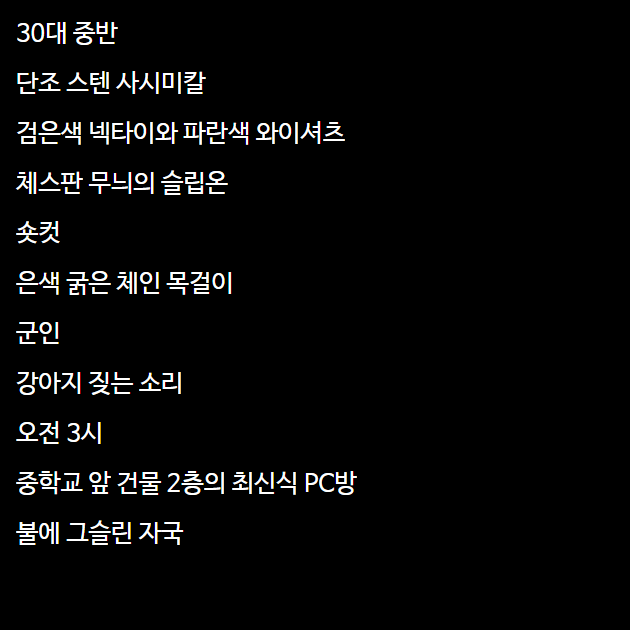 30대 중반
단조 스텐 사시미칼
검은색 넥타이와 파란색 와이셔츠
체스판 무늬의 슬립온
숏컷
은색 굵은 체인 목걸이
군인
강아지 짖는 소리
오전 3시
중학교 앞 건물 2층의 최신식 PC방
불에 그슬린 자국